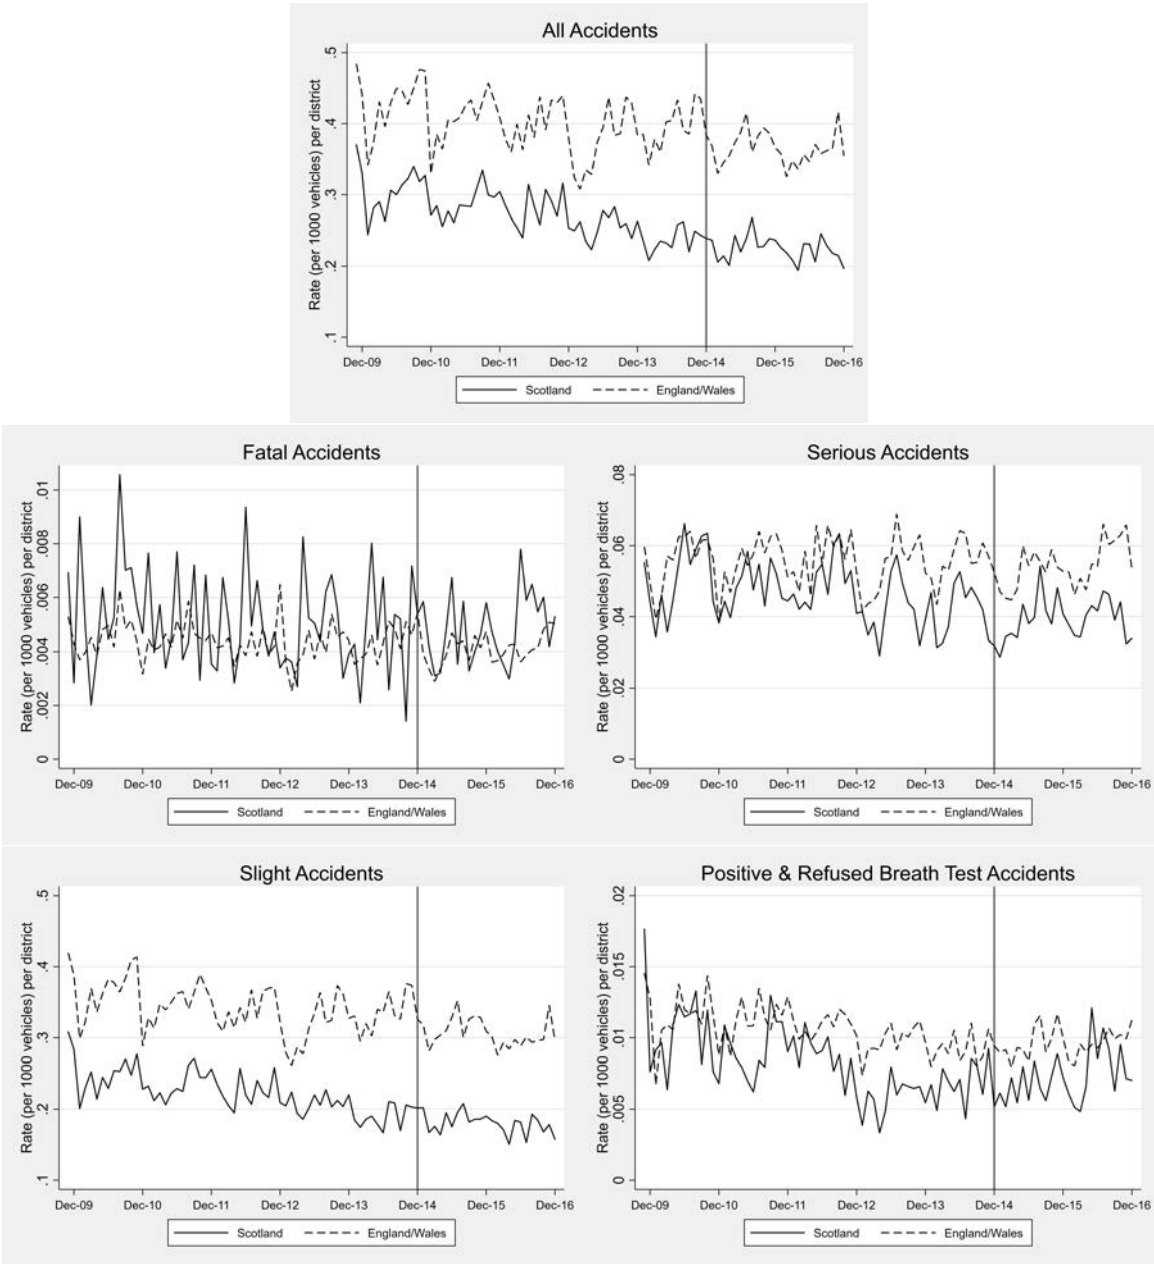 All Accidents
Rate (per 1000 vehicles) per district
.5
.4
.3
.2
.1
Dec-09 Dec-10 Dec-11 Dec-12 Dec-13 Dec-14 Dec-15 Dec-16
Scotland England/Wales
Fatal Accidents
Rate (per 1000 vehicles) per district
.01
.008
.006
.004
.002
0
Dec-09 Dec-10 Dec-11 Dec-12 Dec-13 Dec-14 Dec-15 Dec-16
Scotland England/Wales
Serious Accidents
Rate (per 1000 vehicles) per district
.08
.06
.04
.02
0
Dec-09 Dec-10 Dec-11 Dec-12 Dec-13 Dec-14 Dec-15 Dec-16
Scotland England/Wales
Slight Accidents
Rate (per 1000 vehicles) per district
.5
.4
.3
.2
.1
Dec-09 Dec-10 Dec-11 Dec-12 Dec-13 Dec-14 Dec-15 Dec-16
Scotland England/Wales
Positive & Refused Breath Test Accidents
Rate (per 1000 vehicles) per district
.02
.015
.01
.005
0
Dec-09 Dec-10 Dec-11 Dec-12 Dec-13 Dec-14 Dec-15 Dec-16
Scotland England/Wales